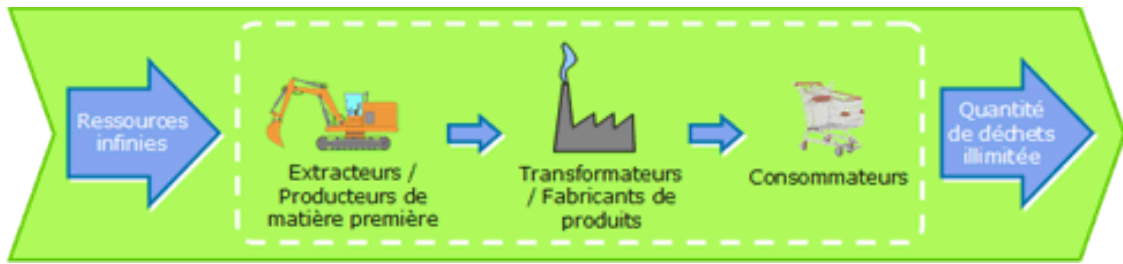 Ressources
infinies
Extracteurs /
Producteurs de
matière première
Transformateurs
/ Fabricants de
produits
Consommateurs
Quantité
de déchets
illimitée